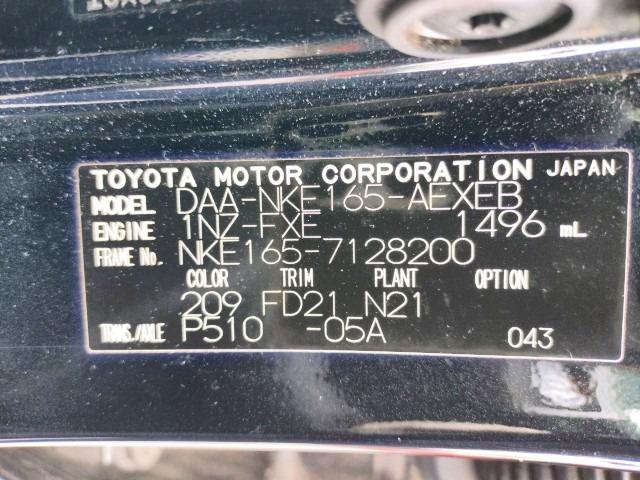 TOYOTA MOTOR CORPORATION JAPAN
MODEL DAA-NKE165-AEXEB
ENGINE 1NZ-FXE 1496 mL
FRAME No. NKE165-7128200
COLOR TRIM PLANT OPTION
209 FD21 N21
TRANS./AXLE P510 -05A 043